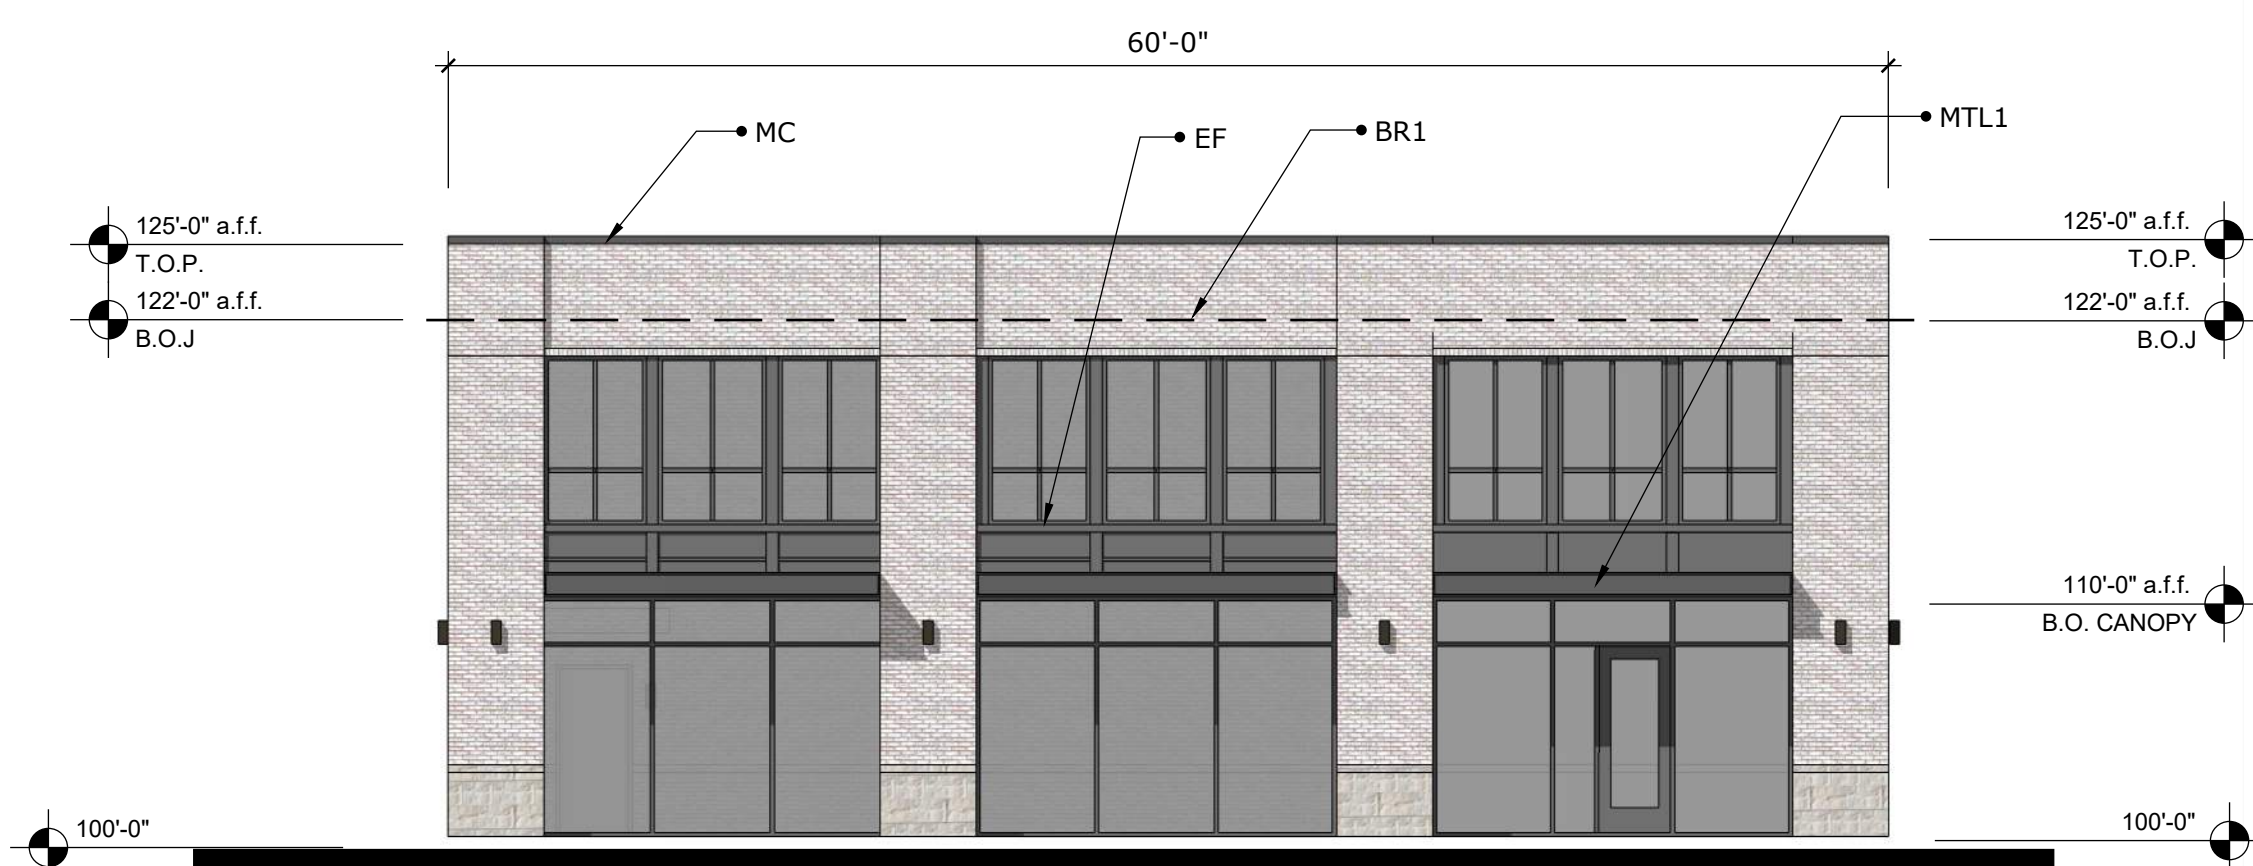 60'-0"
MC
EF
BR1
MTL1
125'-0" a.f.f.
T.O.P.
122'-0" a.f.f.
B.O.J
125'-0" a.f.f.
T.O.P.
122'-0" a.f.f.
B.O.J
110'-0" a.f.f.
B.O. CANOPY
100'-0"
100'-0"